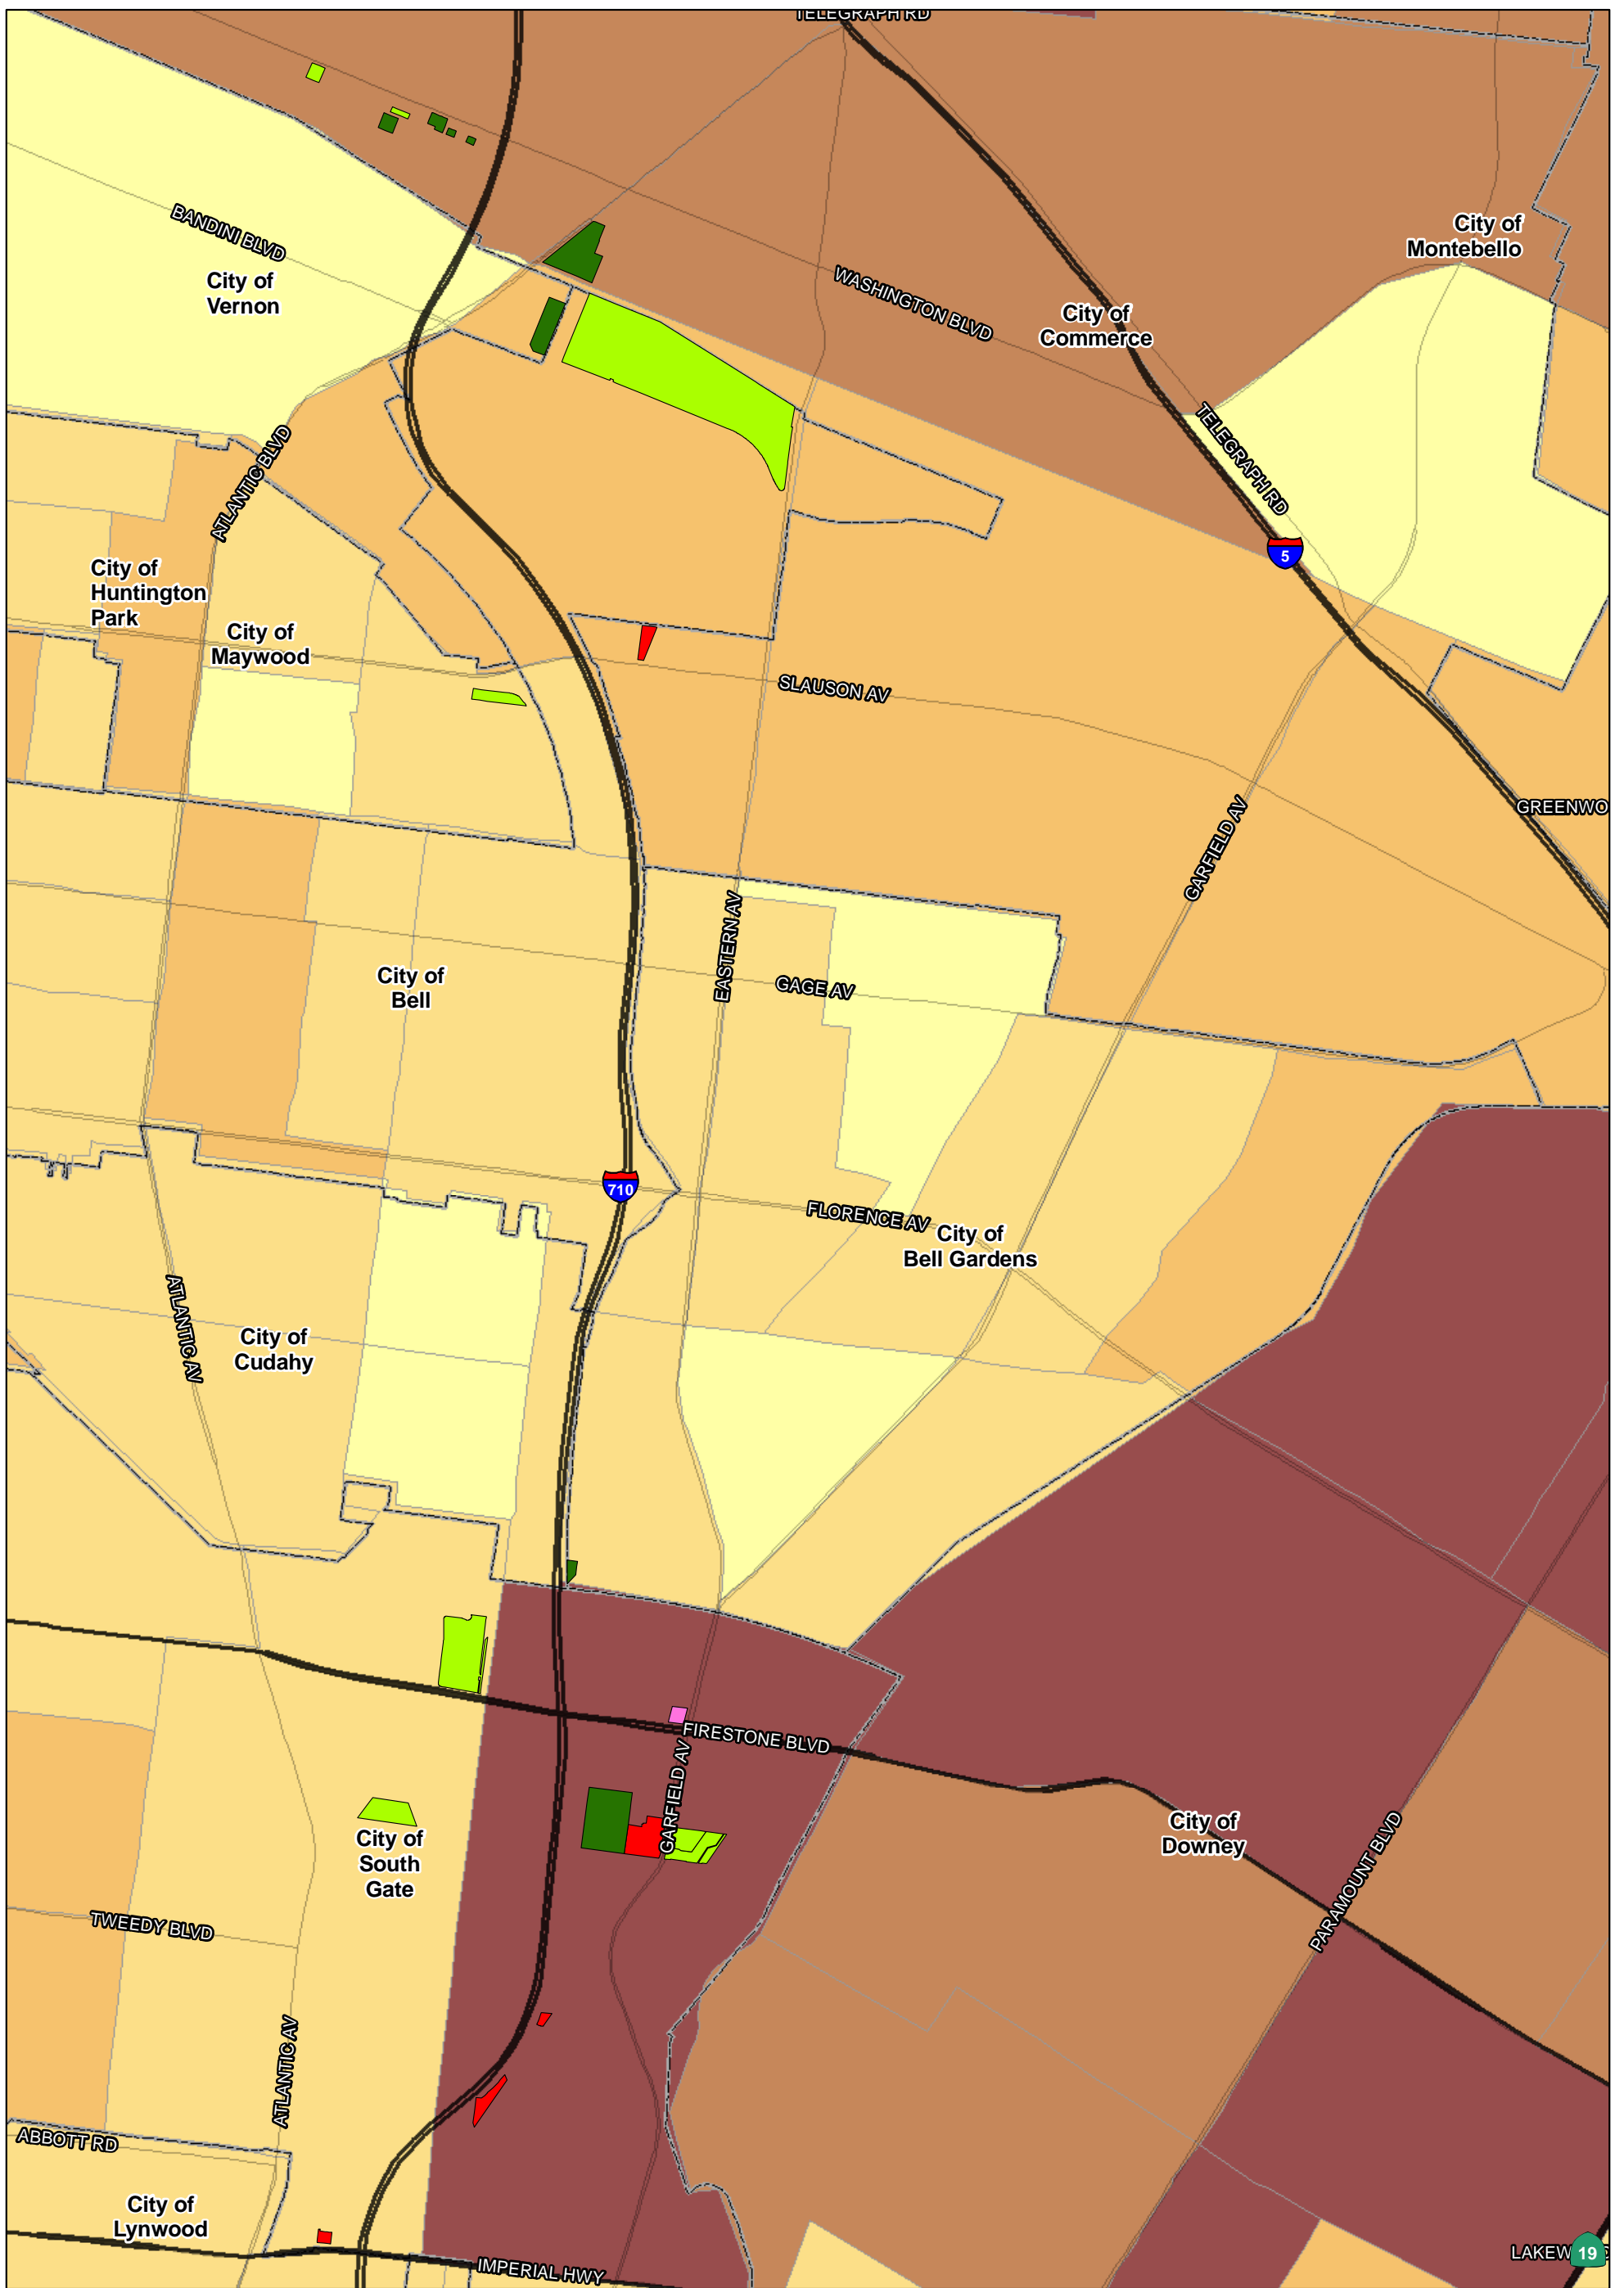 TELEGRAPH RD
BANDINI BLVD
City of
Vernon
City of
Montebello
WASHINGTON BLVD
City of
Commerce
TELEGRAPH RD
ATLANTIC BLVD
5
City of
Huntington
Park
City of
Maywood
SLAUSON AV
GREENWO
GARFIELD AV
EASTERN AV
GAGE AV
City of
Bell
710
FLORENCE AV
City of
Bell Gardens
ATLANTIC AV
City of
Cudahy
FIRESTONE BLVD
GARFIELD AV
City of
Downey
City of
South
Gate
PARAMOUNT BLVD
TWEEDY BLVD
ATLANTIC AV
ABBOTT RD
City of
Lynwood
IMPERIAL HWY
LAKEW
19